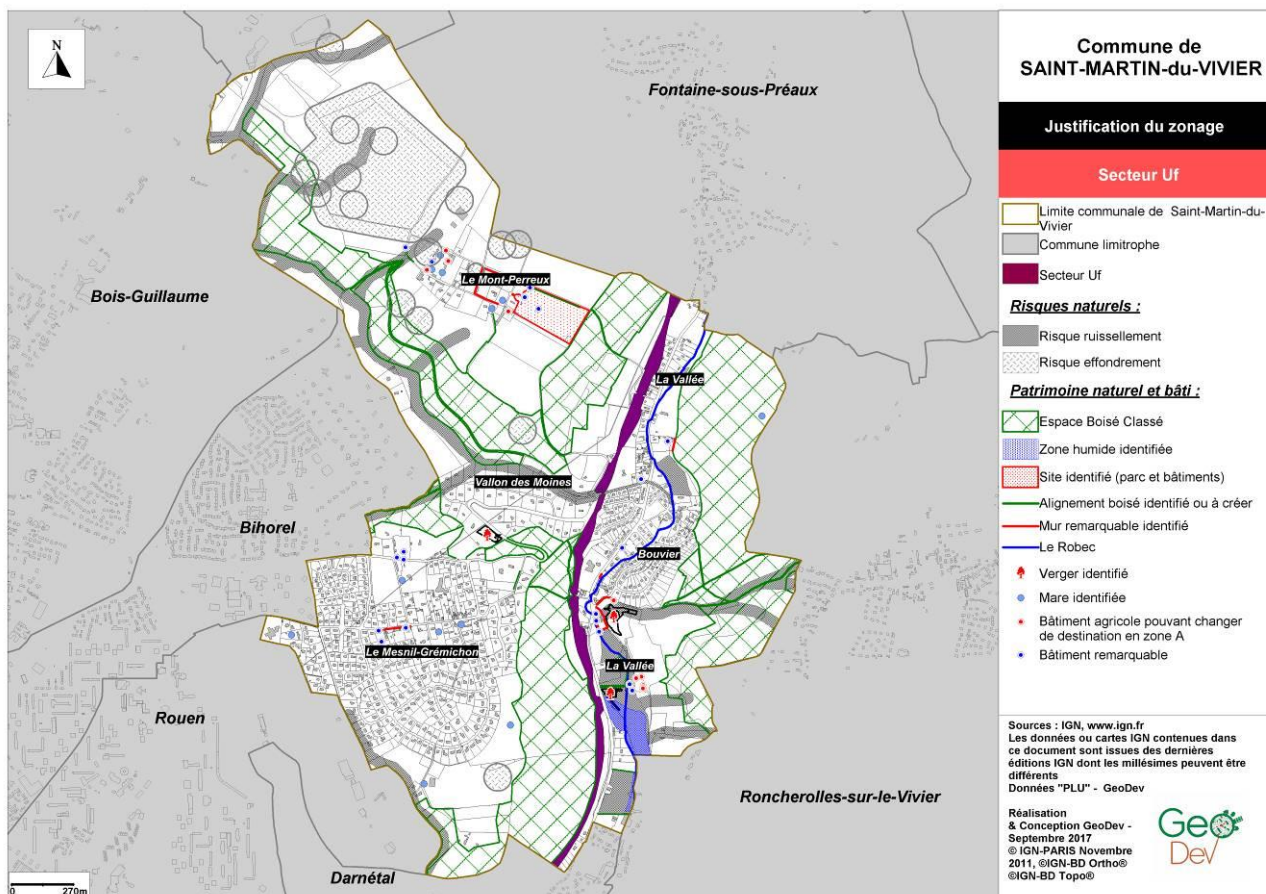 N
Fontaine-sous-Préaux
Bois-Guillaume
Le Mont-Perreux
La Vallée
Vallon des Moines
Bihorel
Bouvier
Le Mesnil-Grémichon
La Vallée
Rouen
Roncherolles-sur-le-Vivier
Darnétal
0 270m
Commune de
SAINT-MARTIN-du-VIVIER
Justification du zonage
Secteur Uf
Limite communale de Saint-Martin-du-
Vivier
Commune limitrophe
Secteur Uf
Risques naturels :
Risque ruissellement
Risque effondrement
Patrimoine naturel et bâti :
Espace Boisé Classé
Zone humide identifiée
Site identifié (parc et bâtiments)
Alignement boisé identifié ou à créer
Mur remarquable identifié
Le Robec
Verger identifié
Mare identifiée
Bâtiment agricole pouvant changer
de destination en zone A
Bâtiment remarquable
Sources : IGN, www.ign.fr
Les données ou cartes IGN contenues dans
ce document sont issues des dernières
éditions IGN dont les millésimes peuvent être
différents
Données "PLU" - GeoDev
Réalisation
& Conception GeoDev -
Septembre 2017
© IGN-PARIS Novembre
2011, ©IGN-BD Ortho®
©IGN-BD Topo®
Geo
Dev